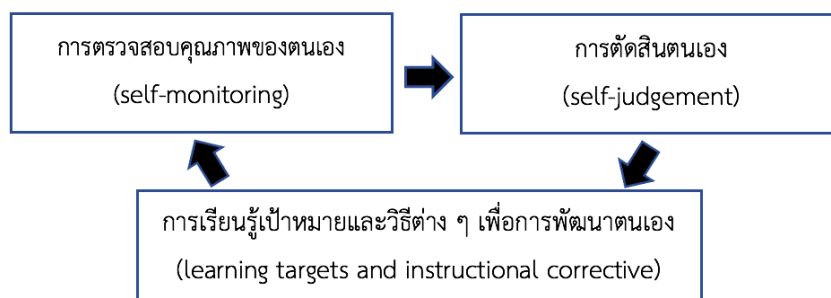 การตรวจสอบคุณภาพของตนเอง
(self-monitoring)
การตัดสินตนเอง
(self-judgement)
การเรียนรู้เป้าหมายและวิธีต่าง ๆ เพื่อการพัฒนาตนเอง
(learning targets and instructional corrective)